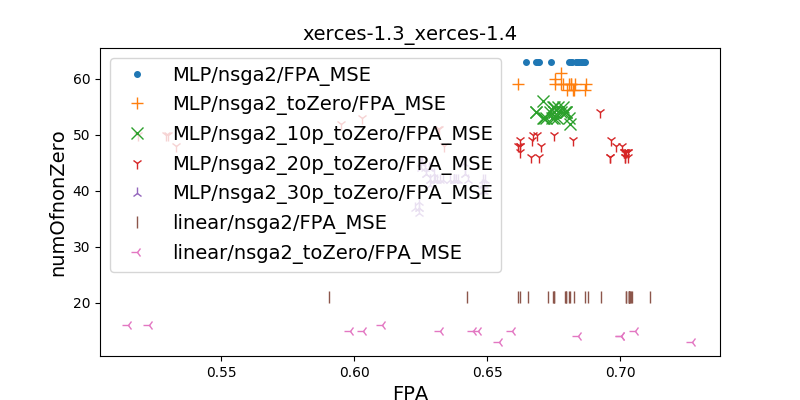 xerces-1.3_xerces-1.4
numOfnonZero
60
50
40
30
20
MLP/nsga2/FPA_MSE
MLP/nsga2_toZero/FPA_MSE
MLP/nsga2_10p_toZero/FPA_MSE
MLP/nsga2_20p_toZero/FPA_MSE
MLP/nsga2_30p_toZero/FPA_MSE
linear/nsga2/FPA_MSE
linear/nsga2_toZero/FPA_MSE
0.55 0.60 0.65 0.70
FPA